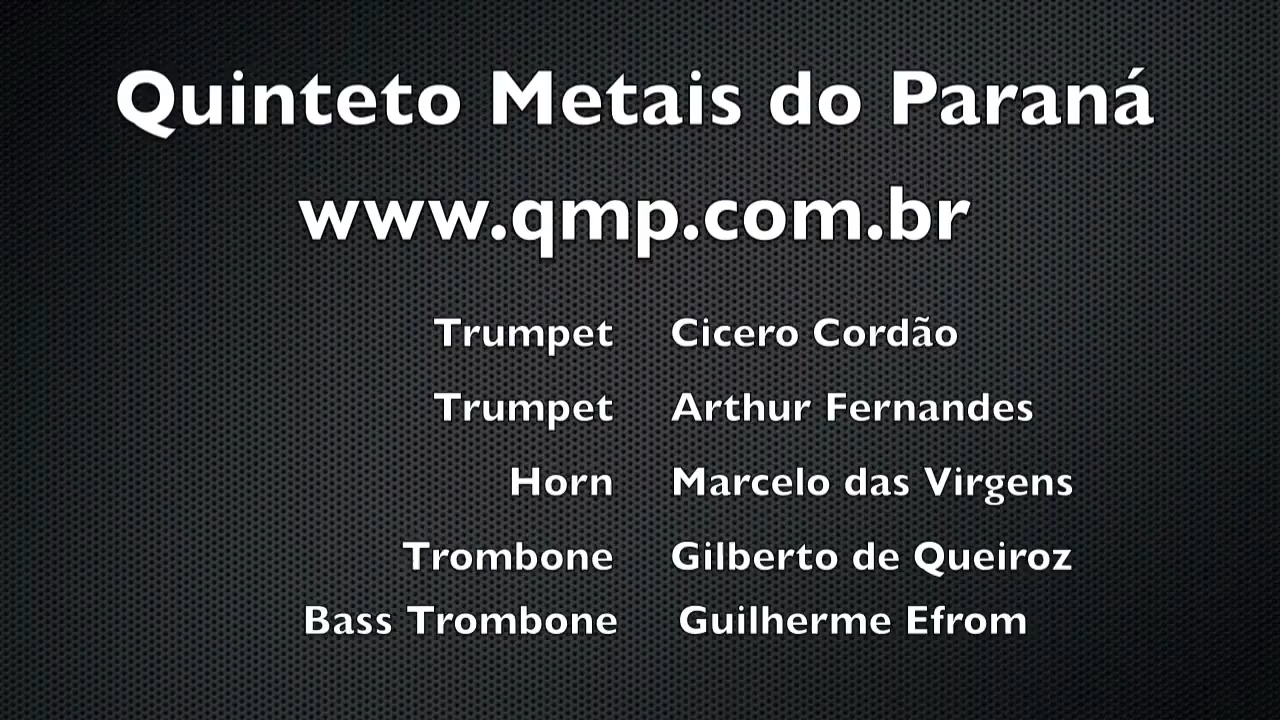 Quinteto Metais do Paraná
www.qmp.com.br
Trumpet Cicero Cordão
Trumpet Arthur Fernandes
Horn Marcelo das Virgens
Trombone Gilberto de Queiroz
Bass Trombone Guilherme Efrom